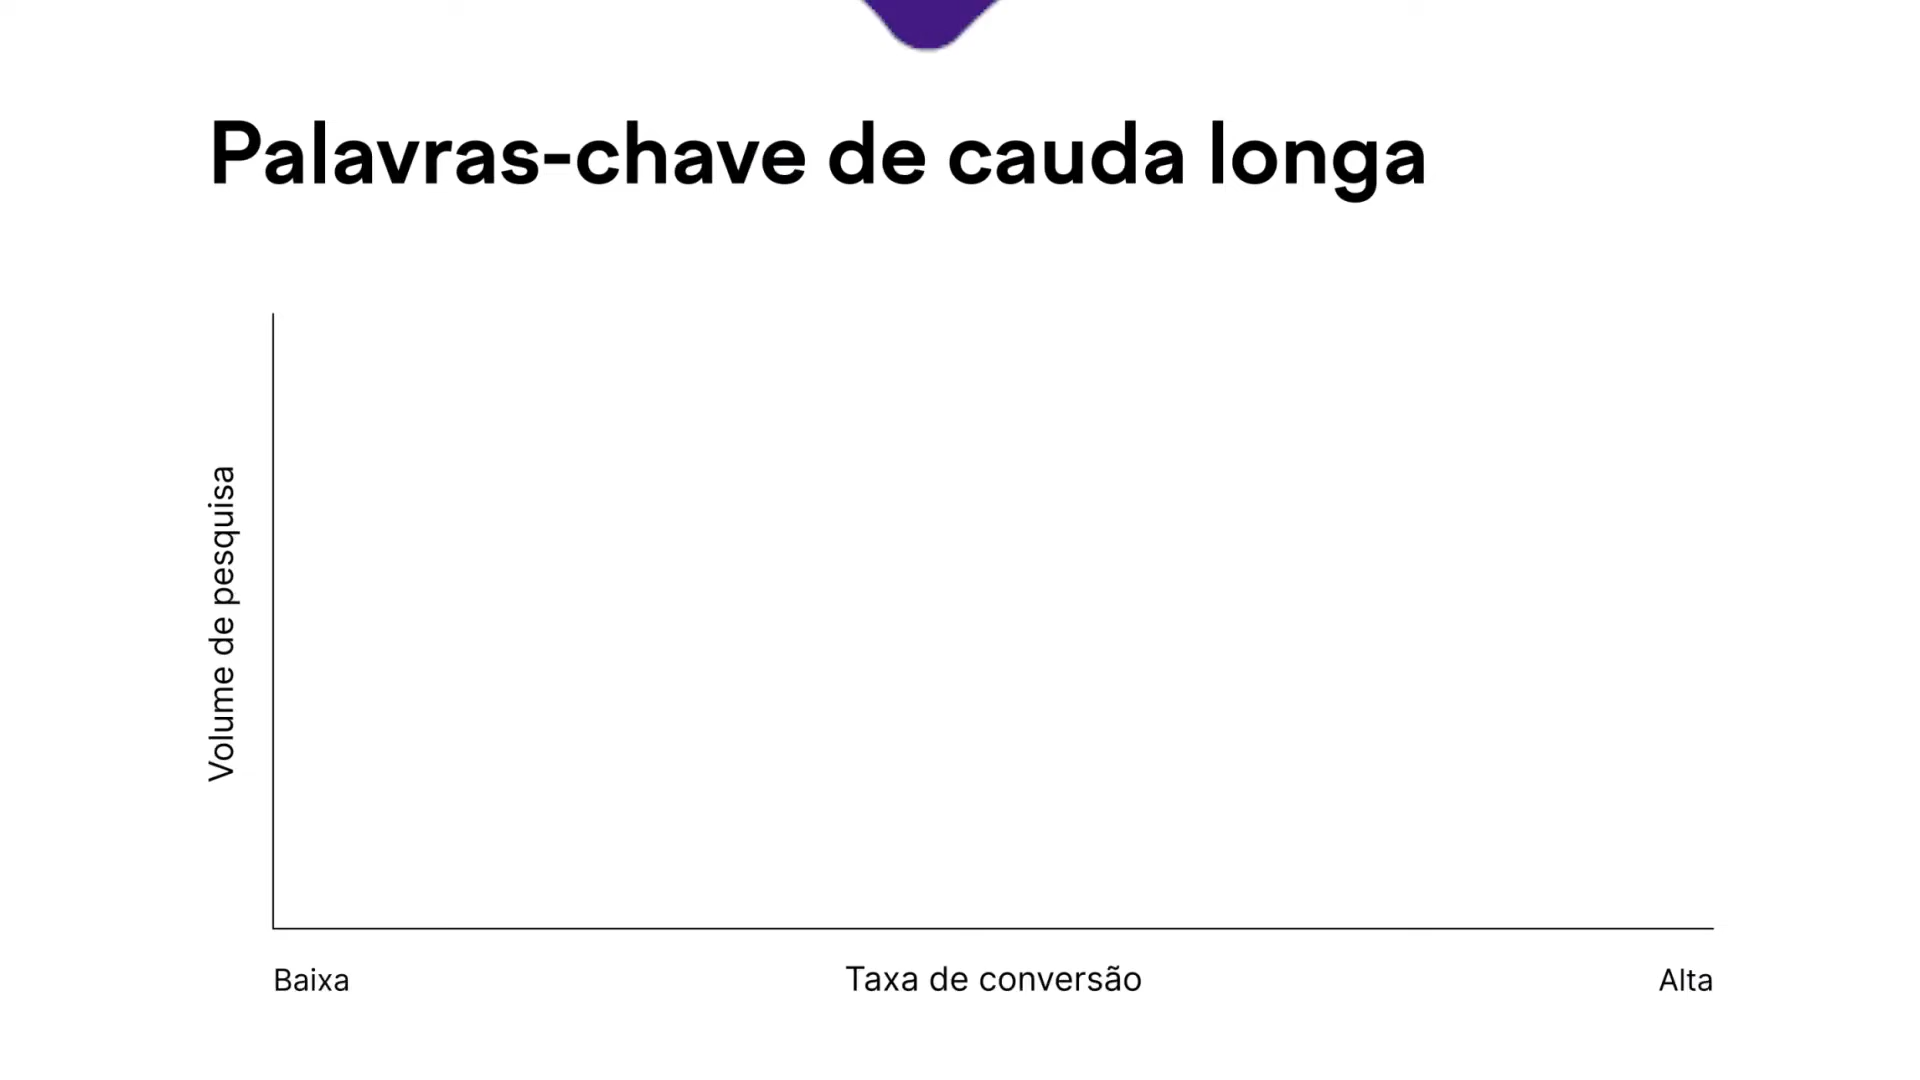 Palavras-chave de cauda longa
Volume de pesquisa
Baixa
Taxa de conversão
Alta